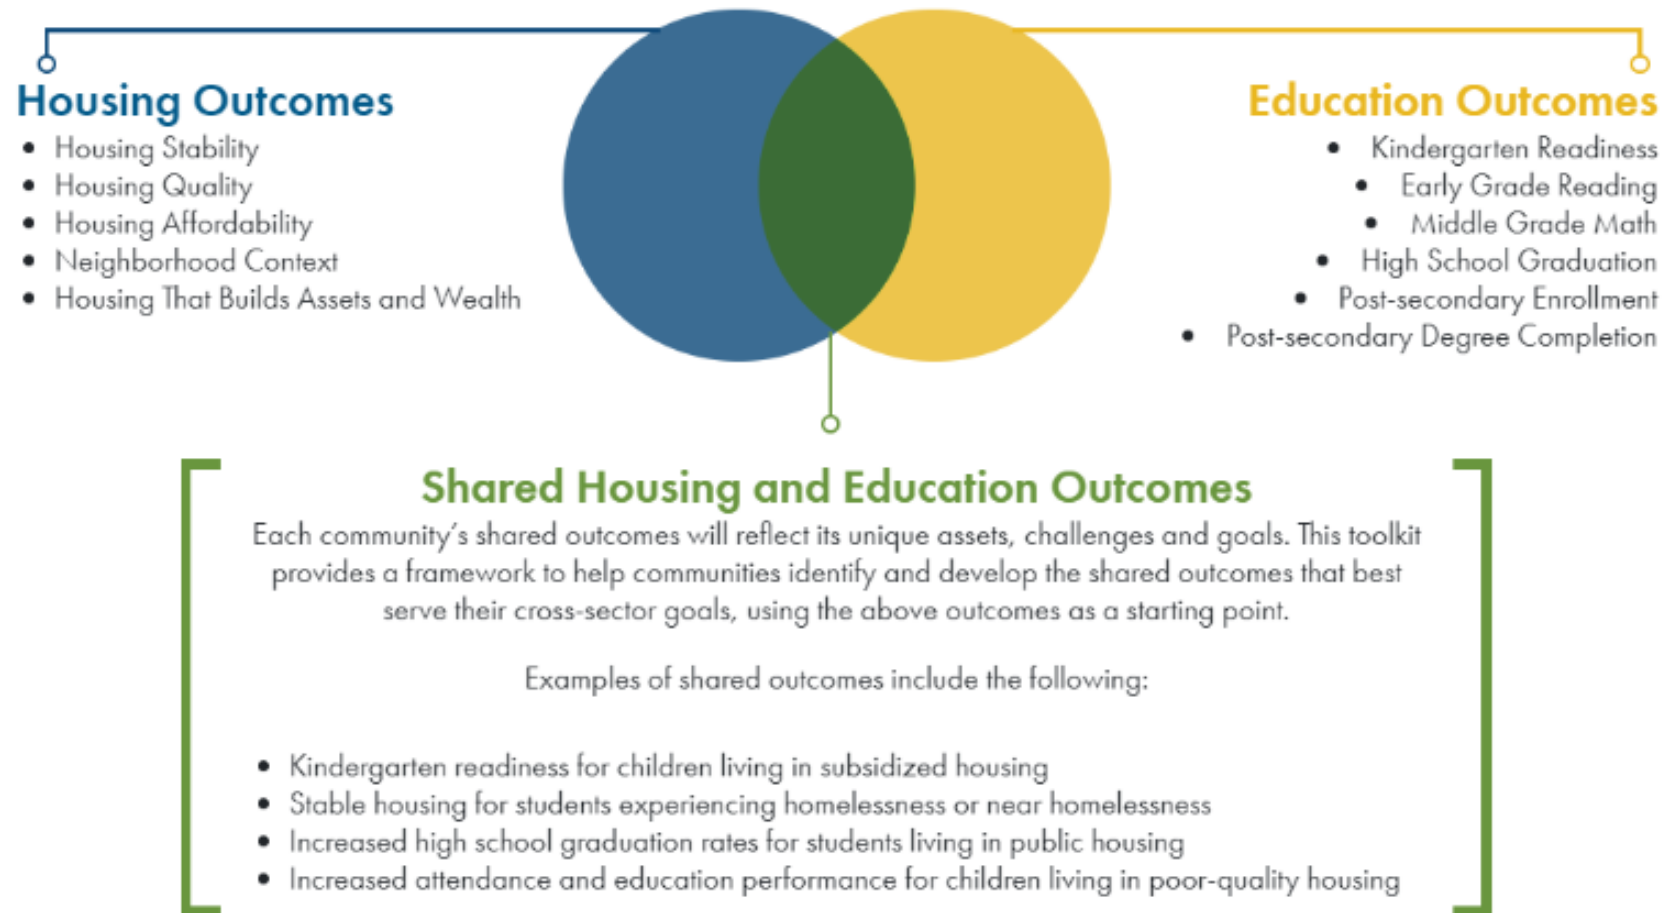 Housing Outcomes
• Housing Stability
• Housing Quality
• Housing Affordability
• Neighborhood Context
• Housing That Builds Assets and Wealth
Education Outcomes
• Kindergarten Readiness
• Early Grade Reading
• Middle Grade Math
• High School Graduation
• Post-secondary Enrollment
• Post-secondary Degree Completion
Shared Housing and Education Outcomes
Each community's shared outcomes will reflect its unique assets, challenges and goals. This toolkit
provides a framework to help communities identify and develop the shared outcomes that best
serve their cross-sector goals, using the above outcomes as a starting point.
Examples of shared outcomes include the following:
• Kindergarten readiness for children living in subsidized housing
• Stable housing for students experiencing homelessness or near homelessness
• Increased high school graduation rates for students living in public housing
• Increased attendance and education performance for children living in poor-quality housing